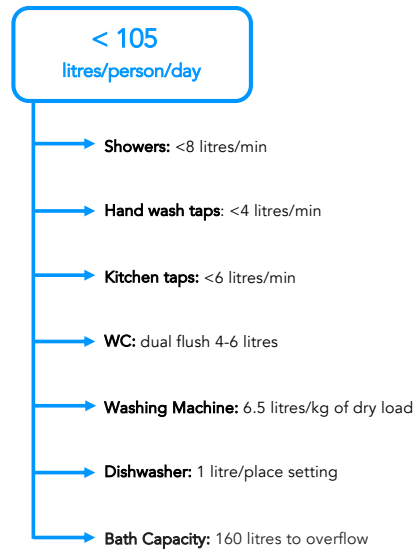 < 105
litres/person/day
Showers: <8 litres/min
Hand wash taps: <4 litres/min
Kitchen taps: <6 litres/min
WC: dual flush 4-6 litres
Washing Machine: 6.5 litres/kg of dry load
Dishwasher: 1 litre/place setting
Bath Capacity: 160 litres to overflow